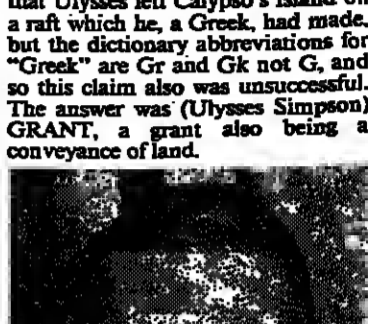 that Ulysses left Calypso's Island on
a raft which he, a Greek, had made,
but the dictionary abbreviations for
"Greek" are Gr and Gk not G, and
so this claim also was unsuccessful.
The answer was (Ulysses Simpson)
GRANT, a grant also being a
conveyance of land.